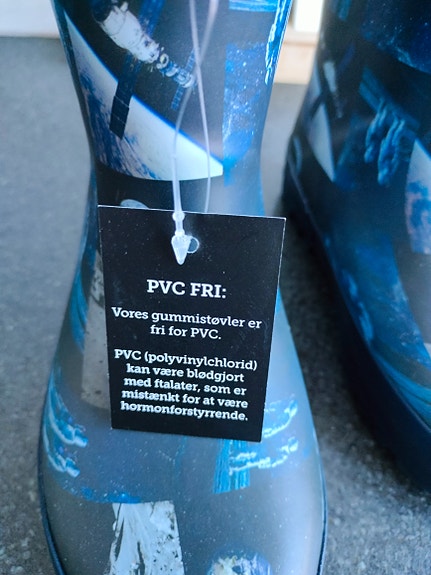 PVC FRI:
Vores gummistøvler er
fri for PVC.
PVC (polyvinylchlorid)
kan være blødgjort
med ftalater, som er
mistænkt for at være
hormonforstyrrende.